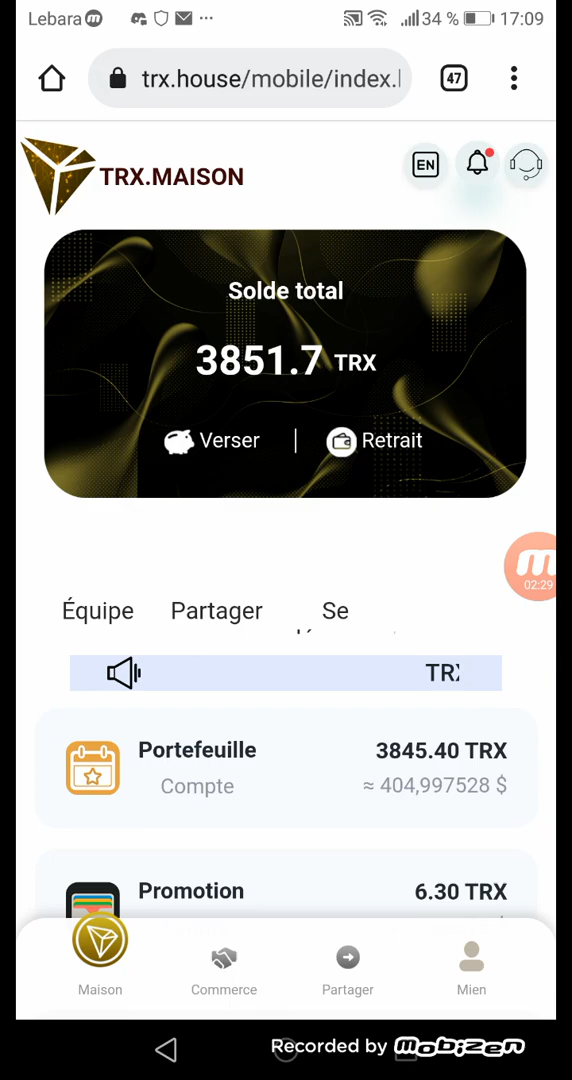 Lebara
34 %
17:09
trx.house/mobile/index.
47
TRX.MAISON
EN
Solde total
3851.7 TRX
Verser | Retrait
Équipe Partager Se
TR
Portefeuille 3845.40 TRX
Compte ≈ 404,997528 $
Promotion 6.30 TRX
Maison Commerce Partager Mien
02:29
Recorded by mobizen